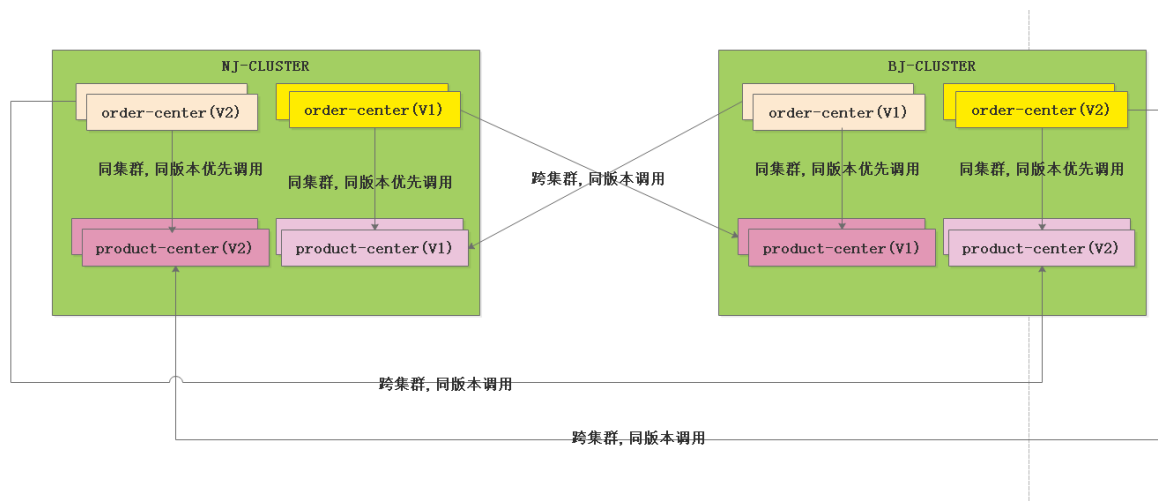 NJ-CLUSTER
BJ-CLUSTER
order-center(V2)
order-center(V1)
order-center(V1)
order-center(V2)
同集群,同版本优先调用
同集群,同版本优先调用
跨集群,同版本调用
同集群,同版本优先调用
同集群,同版本优先调用
product-center(V2)
product-center(V1)
product-center(V1)
product-center(V2)
跨集群,同版本调用
跨集群,同版本调用